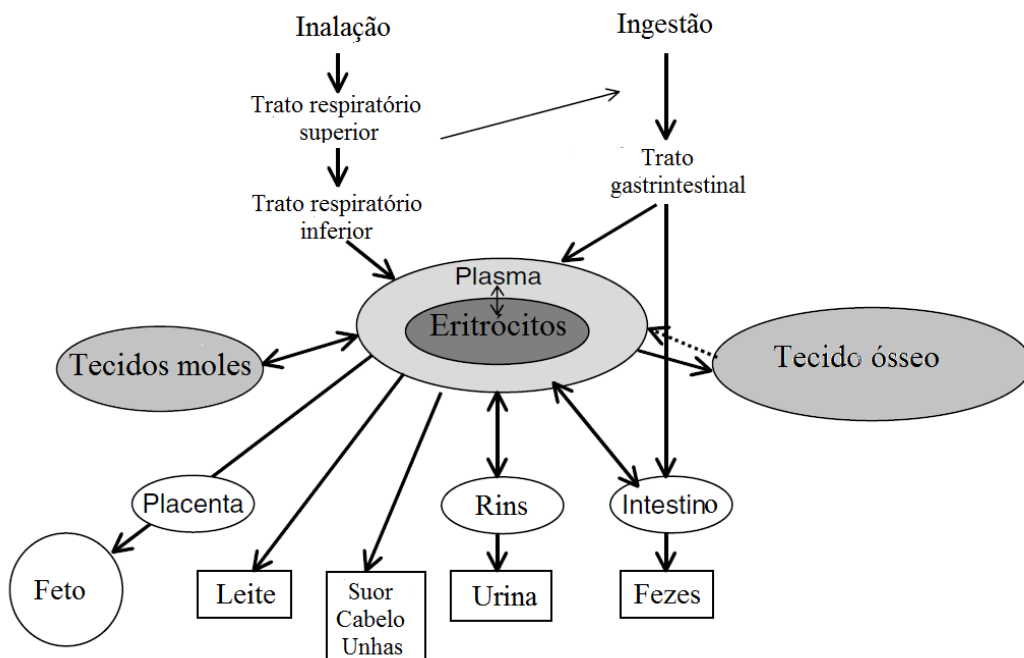 Inalação
Ingestão
Trato respiratório
superior
Trato
gastrintestinal
Trato respiratório
inferior
Plasma
Eritrócitos
Tecidos moles
Tecido ósseo
Placenta
Rins
Intestino
Feto
Leite
Suor
Cabelo
Unhas
Urina
Fezes